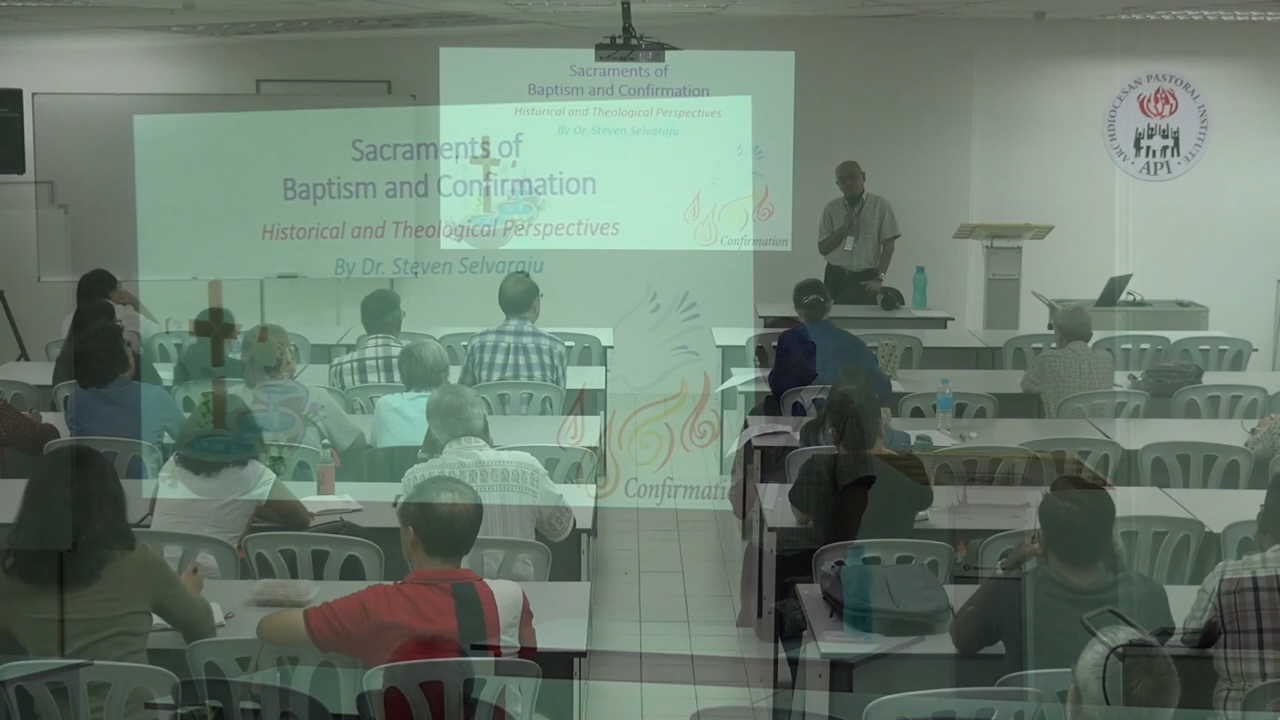 Sacraments of
Baptism and Confirmation
Historical and Theological Perspectives
By Dr. Steven Selvaraju
Confirmation
Sacraments of
Baptism and Confirmation
Historical and Theological Perspectives
By Dr. Steven Selvaraju
Confirmati
ARCHDIOCESAN PASTORAL INSTITUTE
API